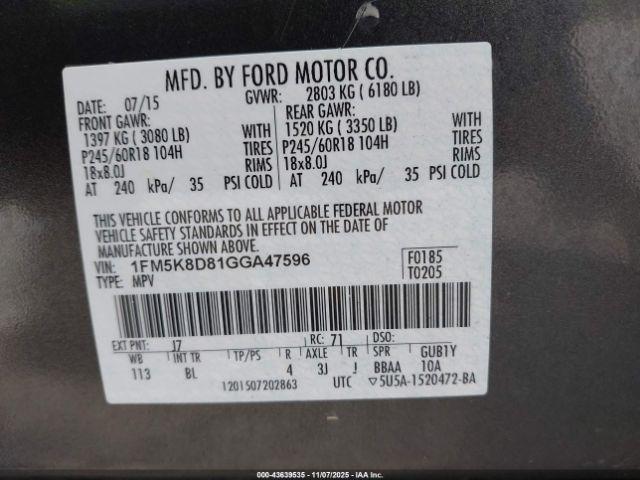 MFD. BY FORD MOTOR CO.
DATE: 07/15 GVWR: 2803 KG ( 6180 LB)
FRONT GAWR: REAR GAWR:
1397 KG ( 3080 LB) WITH 1520 KG ( 3350 LB) WITH
P245/60R18 104H TIRES P245/60R18 104H TIRES
18x8.0J RIMS 18x8.0J RIMS
AT 240 kPa/ 35 PSI COLD AT 240 kPa/ 35 PSI COLD
THIS VEHICLE CONFORMS TO ALL APPLICABLE FEDERAL MOTOR
VEHICLE SAFETY STANDARDS IN EFFECT ON THE DATE OF
MANUFACTURE SHOWN ABOVE.
VIN: 1FM5K8D81GGA47596 F0185
TYPE: MPV T0205
EXT PNT: J7 RC: 71 DSO:
WB INT TR TP/PS R AXLE TR SPR GUB1Y
113 BL 4 3J J BBAA 10A
1201507202863 UTC ▽5U5A-1520472-BA
000-43639535 - 11/07/2025 - IAA, Inc.